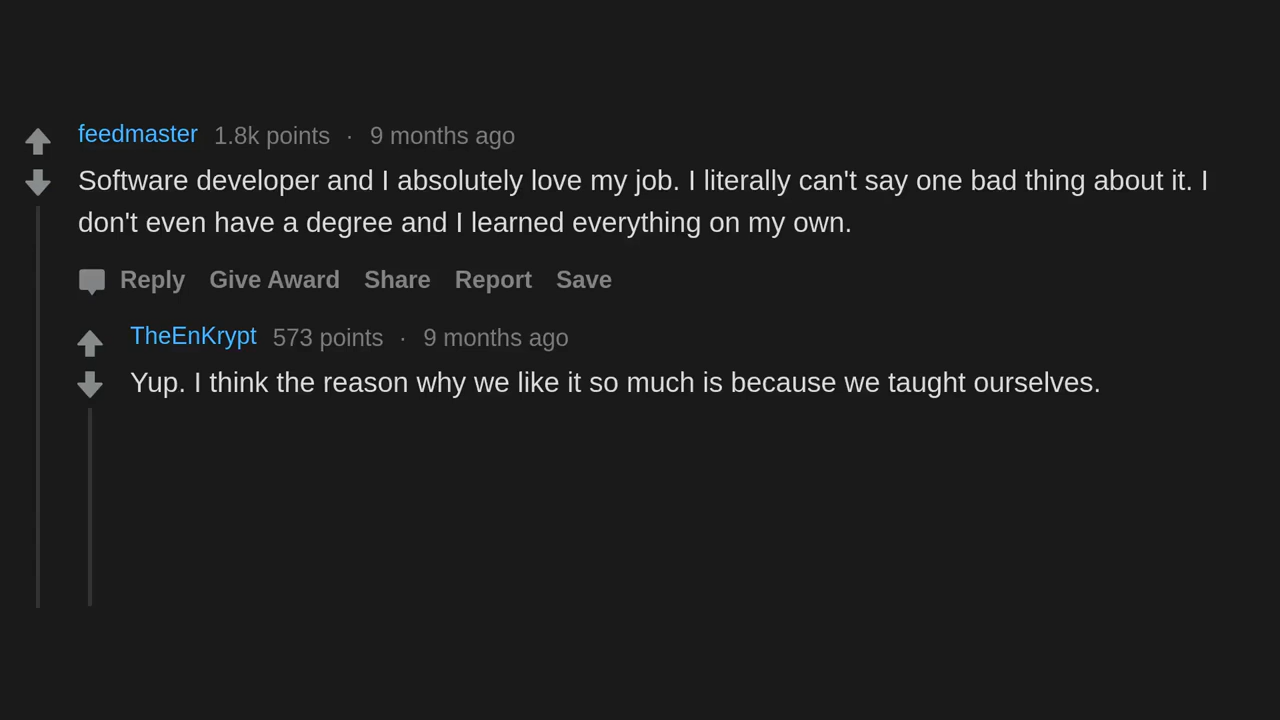 feedmaster 1.8k points · 9 months ago
Software developer and I absolutely love my job. I literally can't say one bad thing about it. I
don't even have a degree and I learned everything on my own.
Reply Give Award Share Report Save
TheEnKrypt 573 points · 9 months ago
Yup. I think the reason why we like it so much is because we taught ourselves.